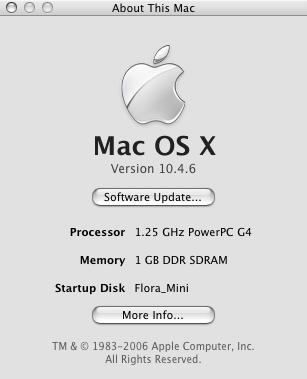 About This Mac
Mac OS X
Version 10.4.6
Software Update...
Processor 1.25 GHz PowerPC G4
Memory 1 GB DDR SDRAM
Startup Disk Flora_Mini
More Info...
TM & © 1983-2006 Apple Computer, Inc.
All Rights Reserved.